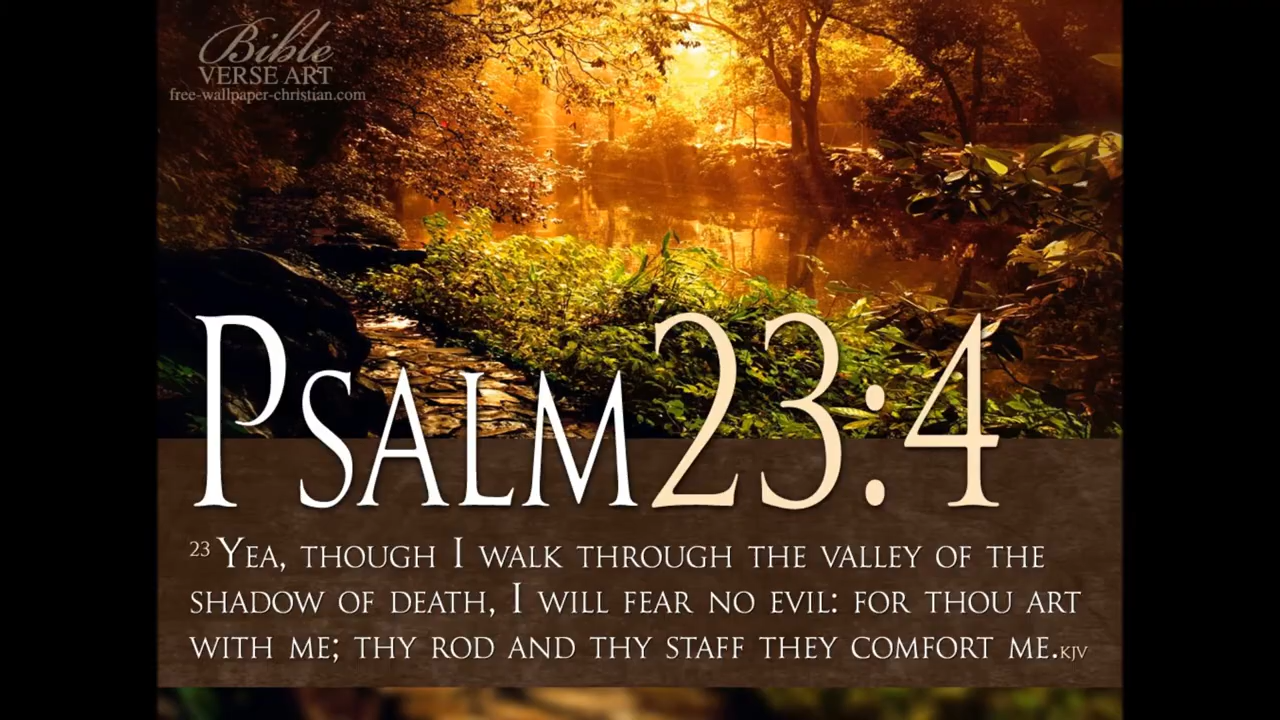 Bible
VERSE ART
free-wallpaper-christian.com
PSALM 23:4
23 YEA, THOUGH I WALK THROUGH THE VALLEY OF THE
SHADOW OF DEATH, I WILL FEAR NO EVIL: FOR THOU ART
WITH ME; THY ROD AND THY STAFF THEY COMFORT ME.KJV